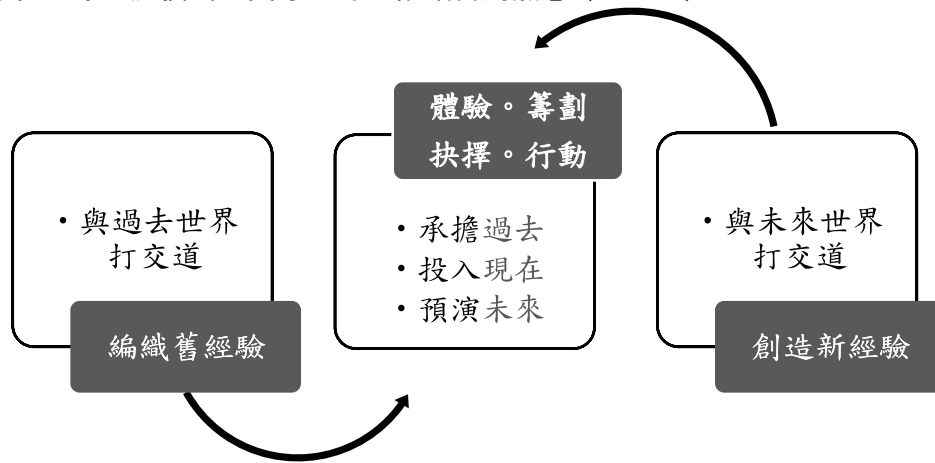 體驗。籌劃
抉擇。行動
•與過去世界
打交道
編織舊經驗
•承擔過去
•投入現在
•預演未來
•與未來世界
打交道
創造新經驗